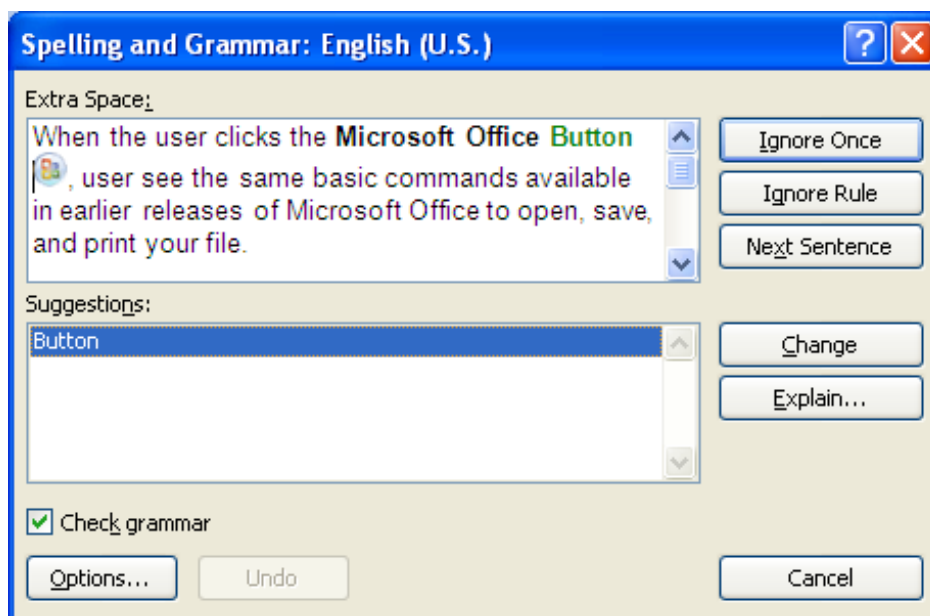 Spelling and Grammar: English (U.S.)
Extra Space:
When the user clicks the Microsoft Office Button
, user see the same basic commands available
in earlier releases of Microsoft Office to open, save,
and print your file.
Ignore Once
Ignore Rule
Next Sentence
Suggestions:
Button
Change
Explain...
Check grammar
Options...
Undo
Cancel